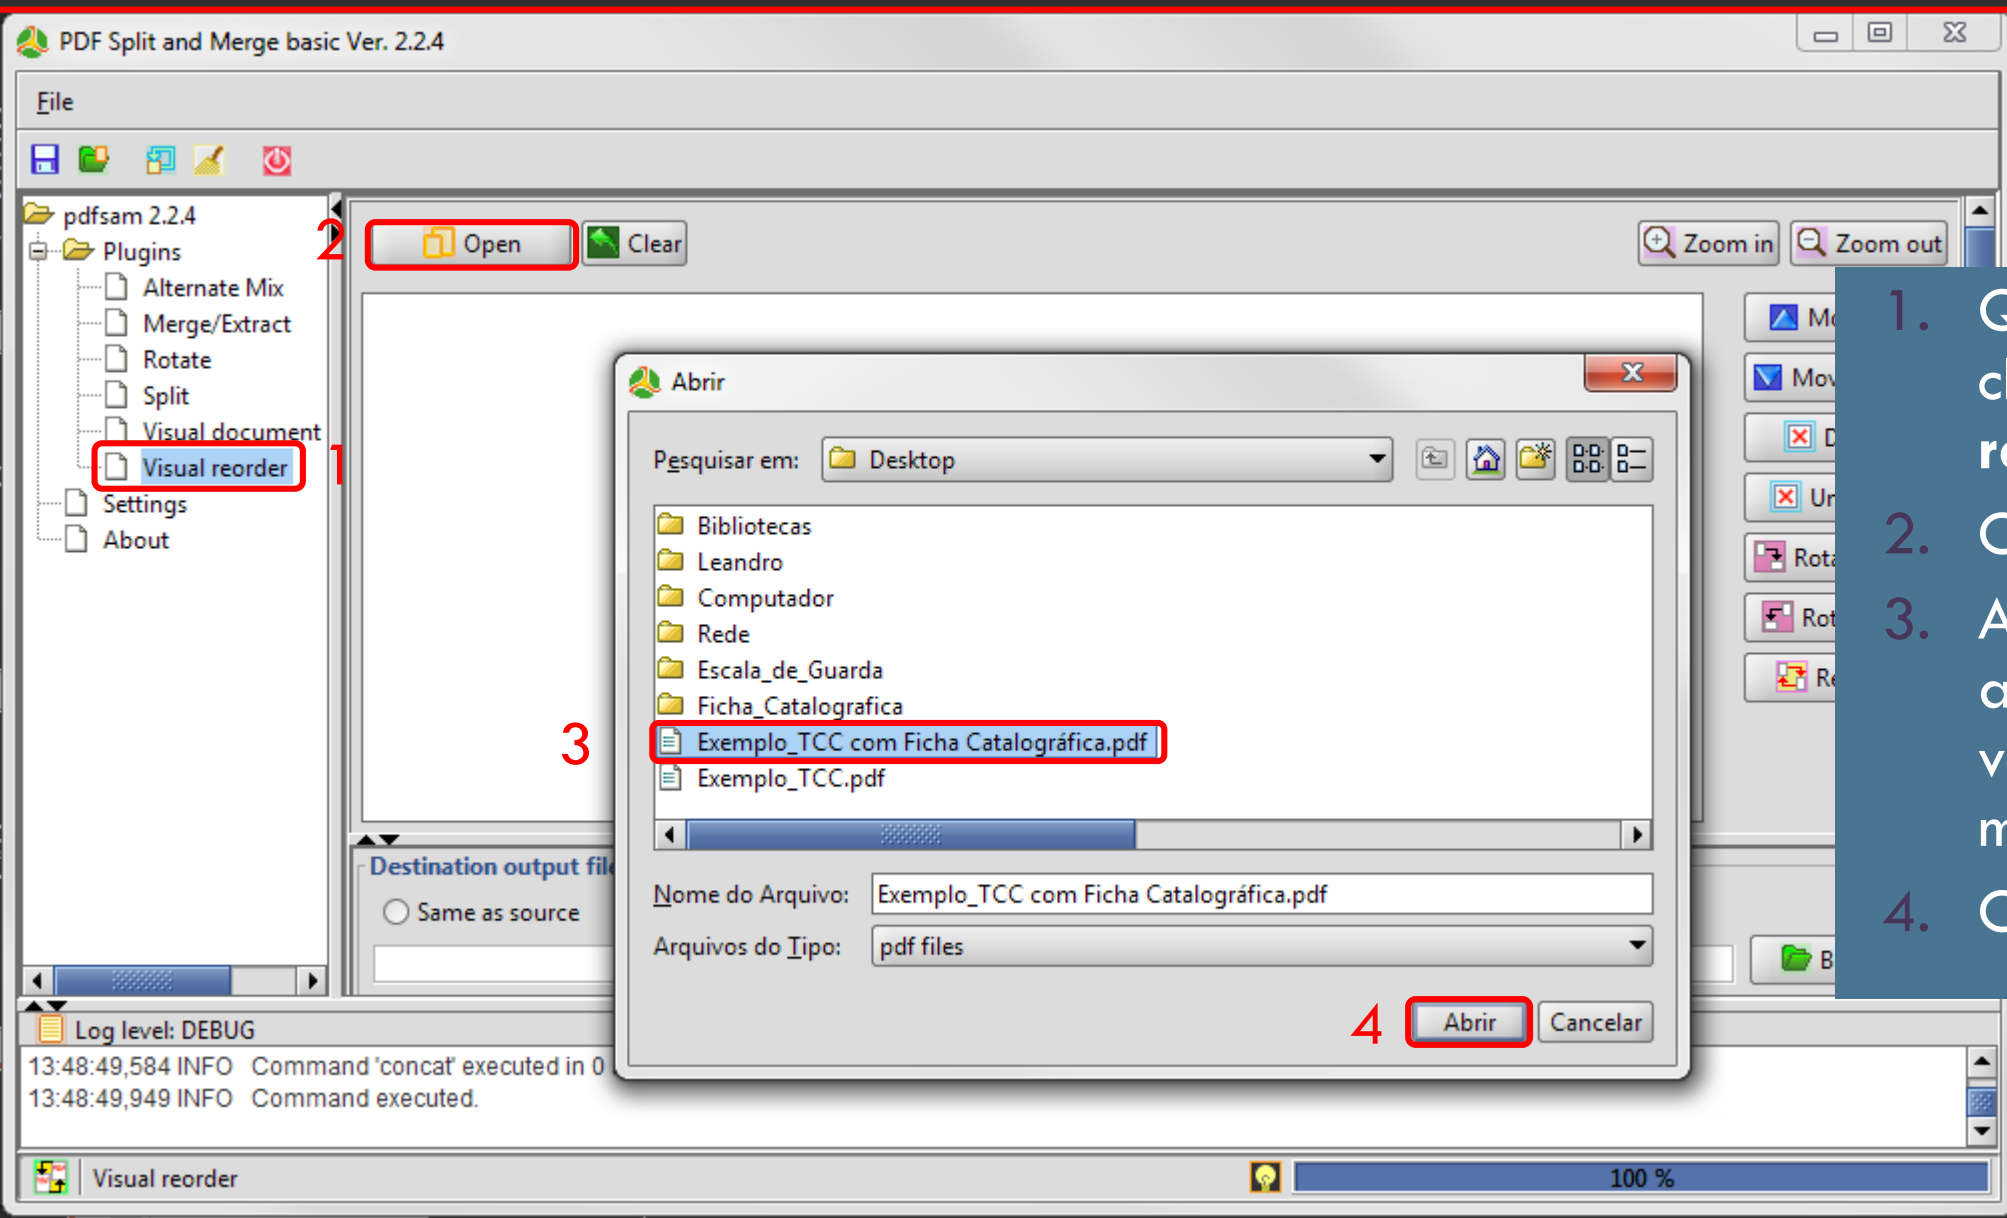 PDF Split and Merge basic Ver. 2.2.4
File
pdfsam 2.2.4
Plugins
Alternate Mix
Merge/Extract
Rotate
Split
Visual document
Visual reorder
1
Settings
About
2
Open
Clear
Zoom in
Zoom out
Abrir
Pesquisar em:
Desktop
Bibliotecas
Leandro
Computador
Rede
Escala_de_Guarda
Ficha_Catalografica
3
Exemplo_TCC com Ficha Catalográfica.pdf
Exemplo_TCC.pdf
Nome do Arquivo: Exemplo_TCC com Ficha Catalográfica.pdf
Arquivos do Tipo: pdf files
4
Abrir
Cancelar
Destination output file
Same as source
1.
2.
3.
4.
Log level: DEBUG
13:48:49,584 INFO Command 'concat' executed in 0
13:48:49,949 INFO Command executed.
Visual reorder
100 %